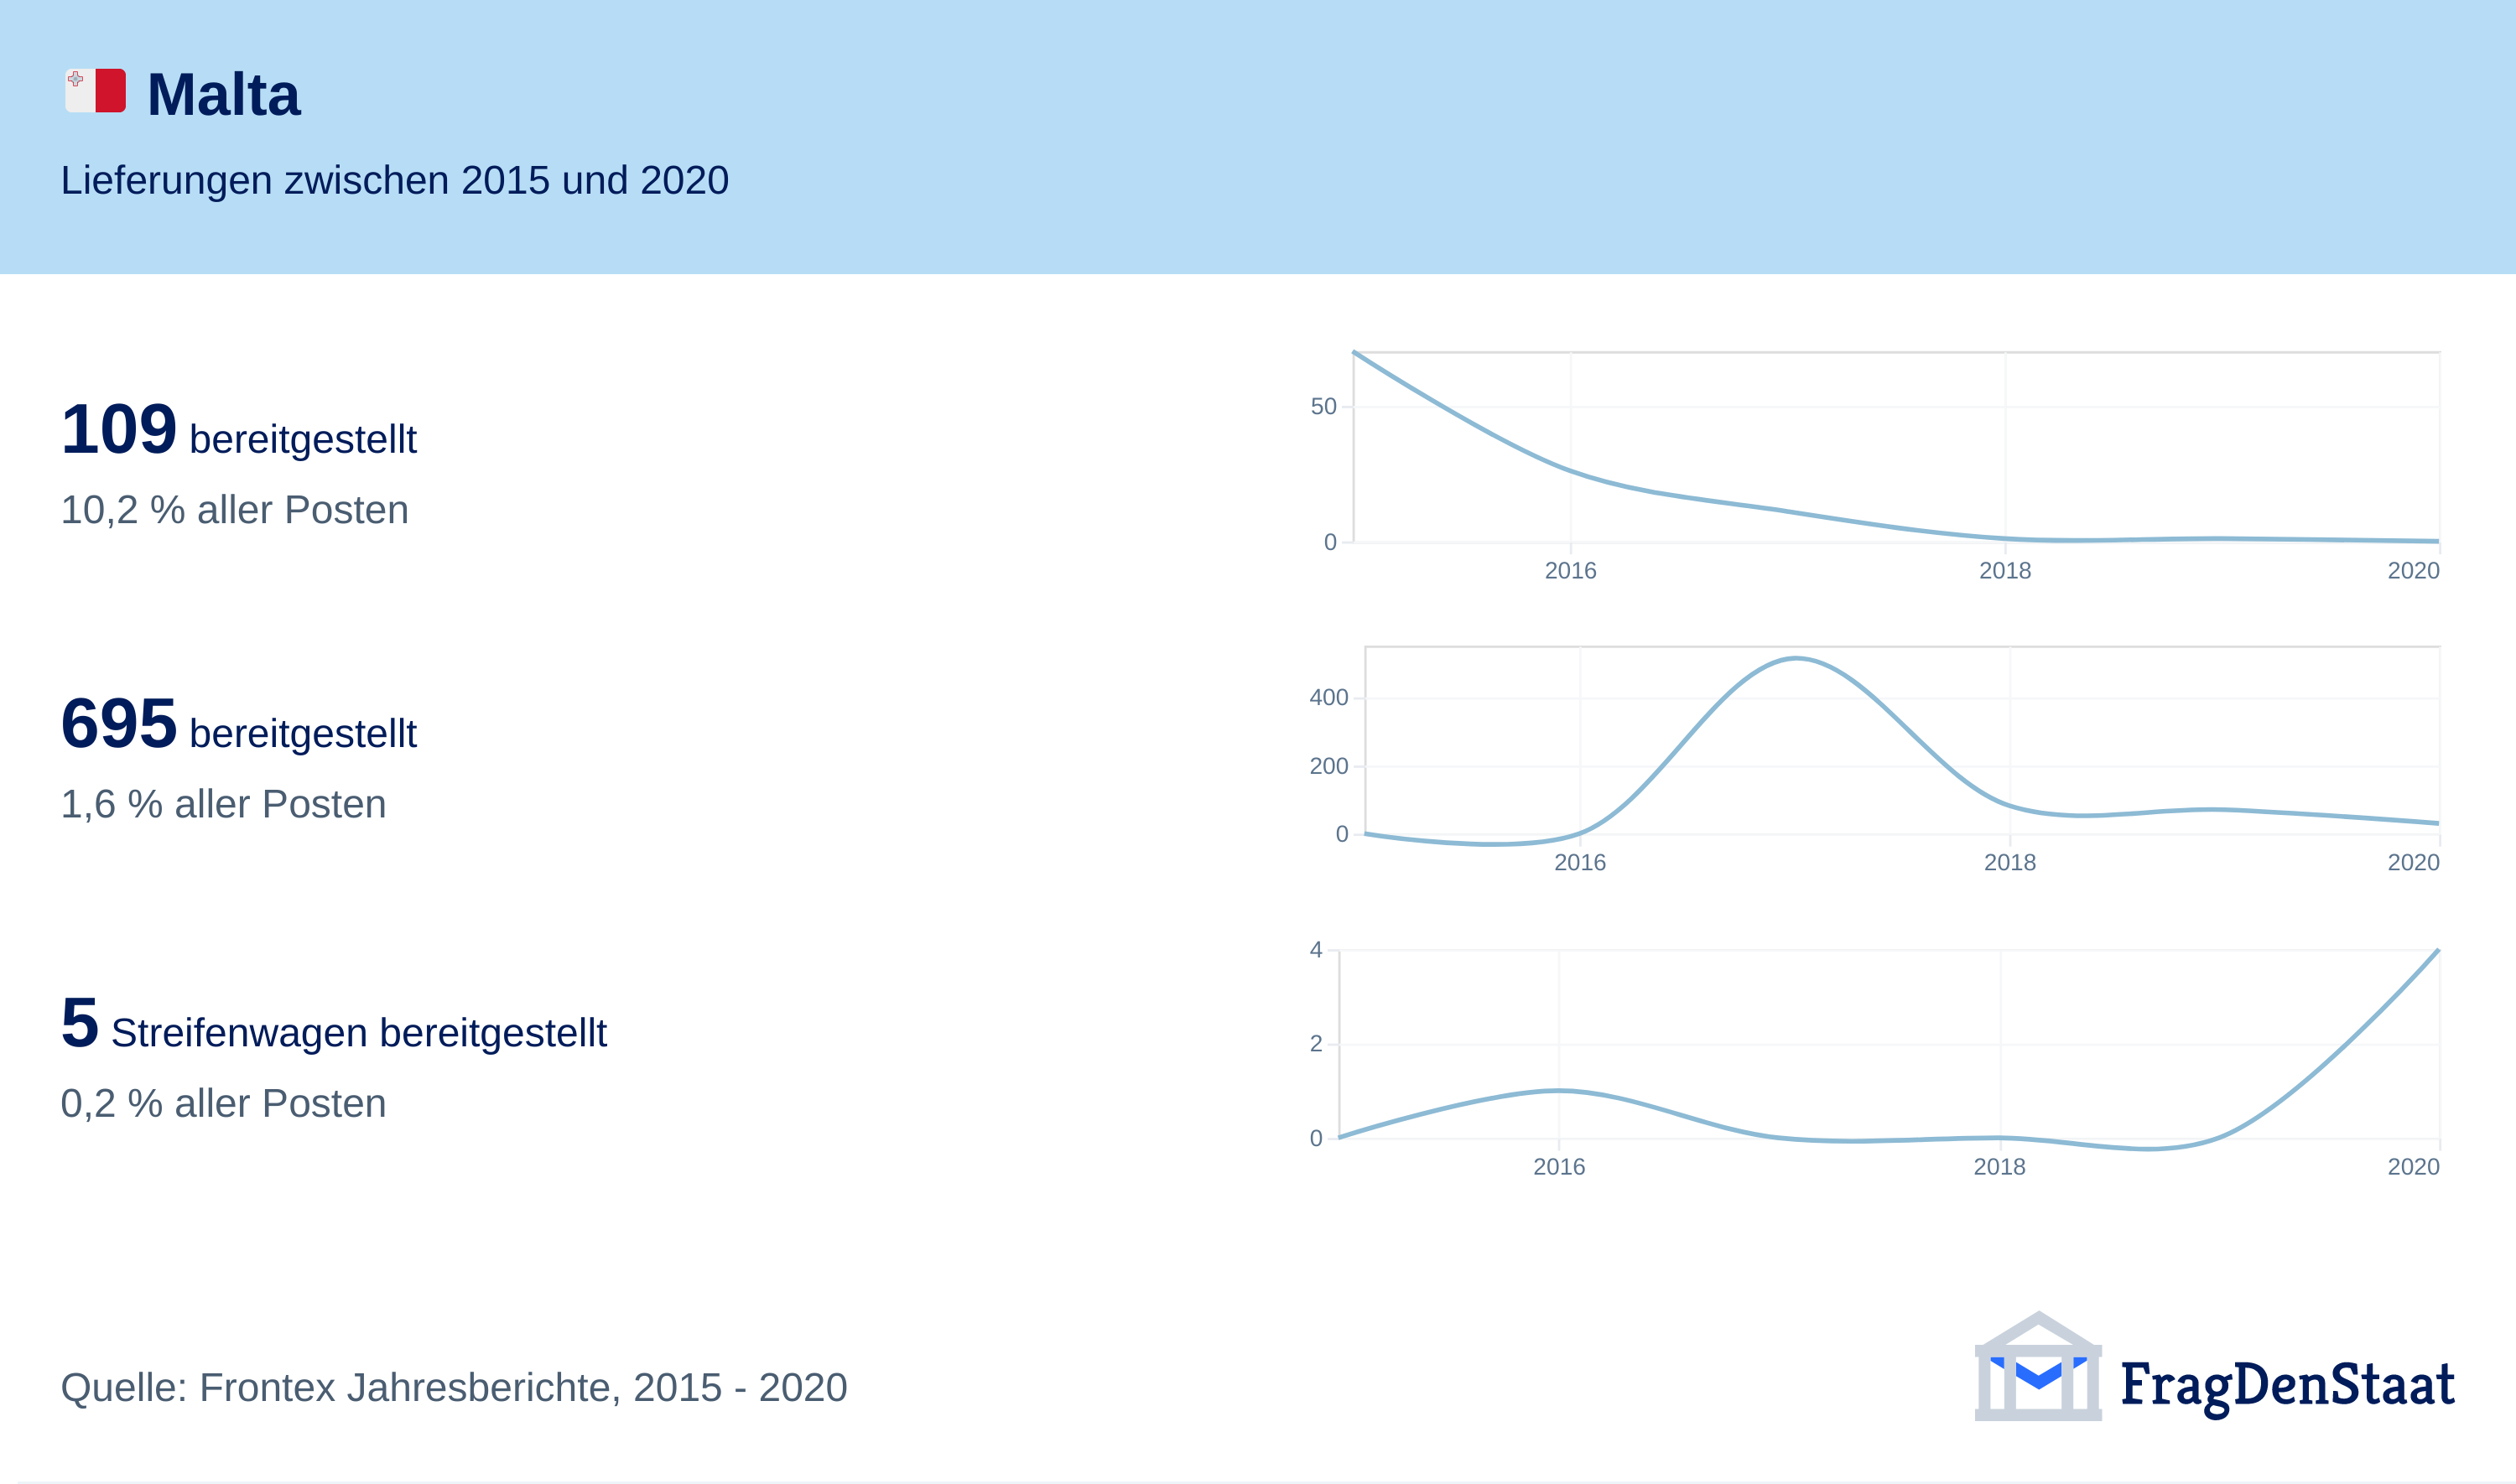 Malta
Lieferungen zwischen 2015 und 2020
109 bereitgestellt
10,2 % aller Posten
50
0
2016 2018 2020
695 bereitgestellt
1,6 % aller Posten
400
200
0
2016 2018 2020
5 Streifenwagen bereitgestellt
0,2 % aller Posten
4
2
0
2016 2018 2020
Quelle: Frontex Jahresberichte, 2015 - 2020
FragDenStaat